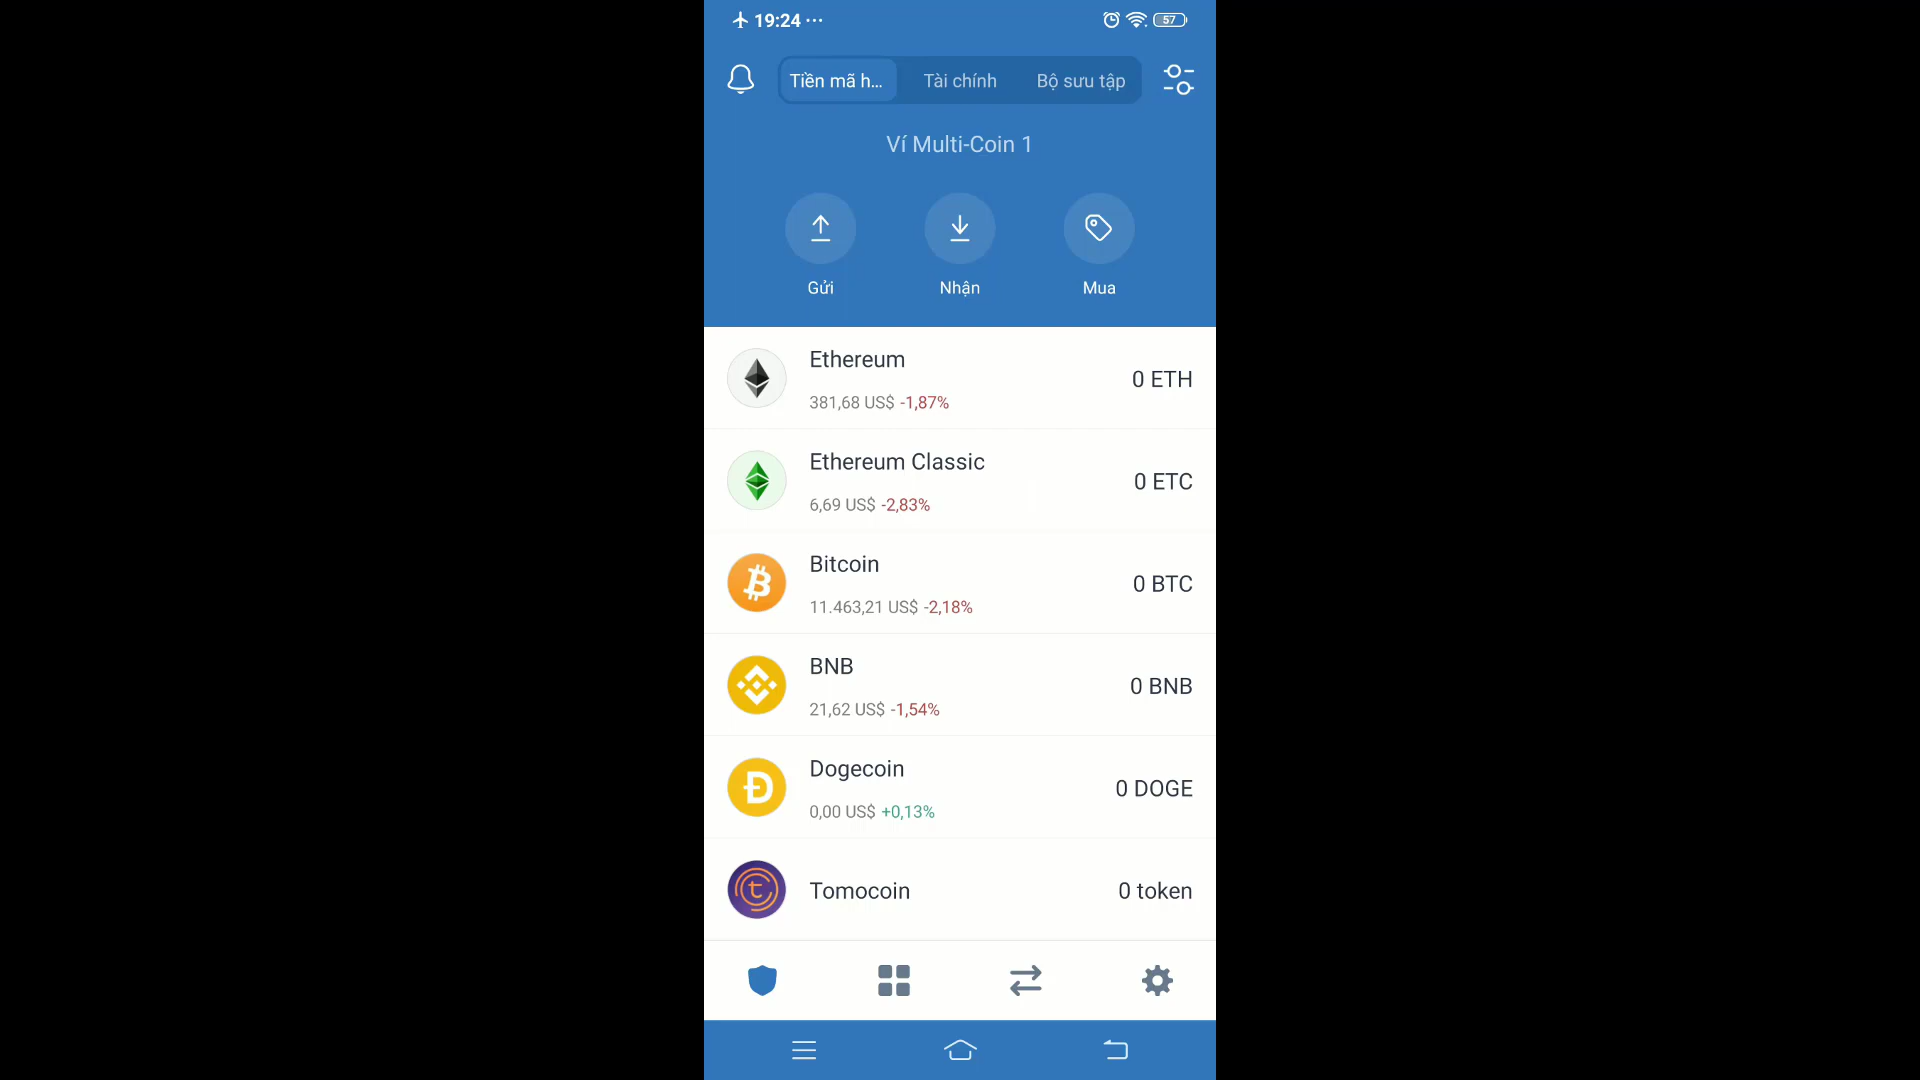 19:24 ···
57
Tiền mã h...
Tài chính
Bộ sưu tập
Ví Multi-Coin 1
Gửi
Nhận
Mua
Ethereum
0 ETH
381,68 US$ -1,87%
Ethereum Classic
0 ETC
6,69 US$ -2,83%
Bitcoin
0 BTC
11.463,21 US$ -2,18%
BNB
0 BNB
21,62 US$ -1,54%
Dogecoin
0 DOGE
0,00 US$ +0,13%
Tomocoin
0 token